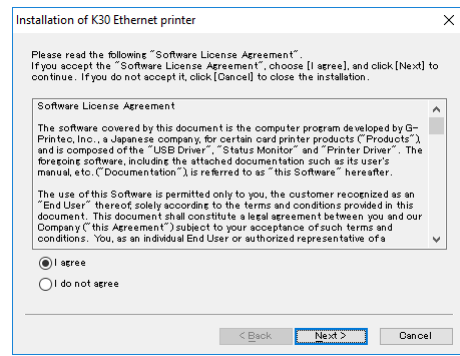 Installation of K30 Ethernet printer
Please read the following "Software License Agreement".
If you accept the "Software License Agreement", choose [I agree], and click [Next] to
continue. If you do not accept it, click [Cancel] to close the installation.
Software License Agreement
The software covered by this document is the computer program developed by G-
Printec, Inc., a Japanese company, for certain card printer products ("Products"),
and is composed of the "USB Driver", "Status Monitor" and "Printer Driver". The
foregoing software, including the attached documentation such as its user's
manual, etc. ("Documentation"), is referred to as "this Software" hereafter.
The use of this Software is permitted only to you, the customer recognized as an
"End User" thereof, solely according to the terms and conditions provided in this
document. This document shall constitute a legal agreement between you and our
Company ("this Agreement") subject to your acceptance of such terms and
conditions. You, as an individual End User or authorized representative of a
I agree
I do not agree
< Back Next > Cancel